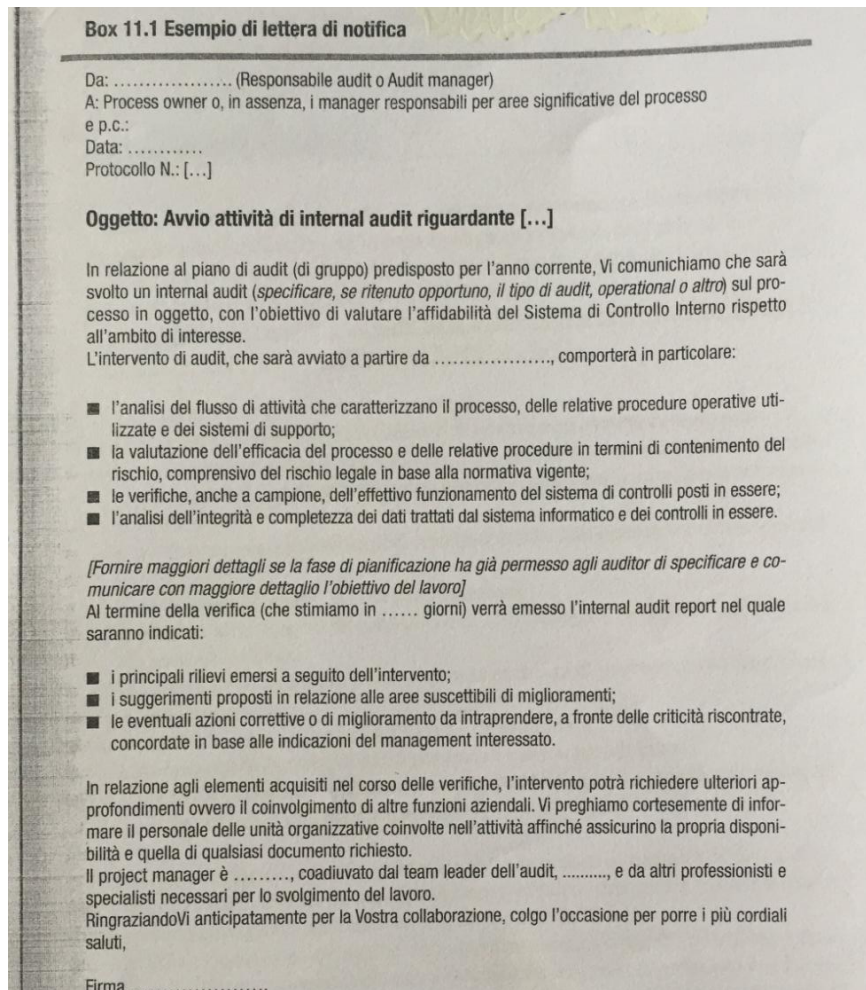 Box 11.1 Esempio di lettera di notifica
Da: ................... (Responsabile audit o Audit manager)
A: Process owner o, in assenza, i manager responsabili per aree significative del processo
e p.c.:
Data: ............
Protocollo N.: [...]
Oggetto: Avvio attività di internal audit riguardante [...]
In relazione al piano di audit (di gruppo) predisposto per l'anno corrente, Vi comunichiamo che sarà
svolto un internal audit (specificare, se ritenuto opportuno, il tipo di audit, operational o altro) sul pro-
cesso in oggetto, con l'obiettivo di valutare l'affidabilità del Sistema di Controllo Interno rispetto
all'ambito di interesse.
L'intervento di audit, che sarà avviato a partire da ..................., comporterà in particolare:
■ l'analisi del flusso di attività che caratterizzano il processo, delle relative procedure operative uti-
lizzate e dei sistemi di supporto;
■ la valutazione dell'efficacia del processo e delle relative procedure in termini di contenimento del
rischio, comprensivo del rischio legale in base alla normativa vigente;
■ le verifiche, anche a campione, dell'effettivo funzionamento del sistema di controlli posti in essere;
■ l'analisi dell'integrità e completezza dei dati trattati dal sistema informatico e dei controlli in essere.
[Fornire maggiori dettagli se la fase di pianificazione ha già permesso agli auditor di specificare e co-
municare con maggiore dettaglio l'obiettivo del lavoro]
Al termine della verifica (che stimiamo in ...... giorni) verrà emesso l'internal audit report nel quale
saranno indicati:
■ i principali rilievi emersi a seguito dell'intervento;
■ i suggerimenti proposti in relazione alle aree suscettibili di miglioramenti;
■ le eventuali azioni correttive o di miglioramento da intraprendere, a fronte delle criticità riscontrate,
concordate in base alle indicazioni del management interessato.
In relazione agli elementi acquisiti nel corso delle verifiche, l'intervento potrà richiedere ulteriori ap-
profondimenti ovvero il coinvolgimento di altre funzioni aziendali. Vi preghiamo cortesemente di infor-
mare il personale delle unità organizzative coinvolte nell'attività affinché assicurino la propria disponi-
bilità e quella di qualsiasi documento richiesto.
Il project manager è ........., coadiuvato dal team leader dell'audit, .........., e da altri professionisti e
specialisti necessari per lo svolgimento del lavoro.
RingraziandoVi anticipatamente per la Vostra collaborazione, colgo l'occasione per porre i più cordiali
saluti,
Firma ......................